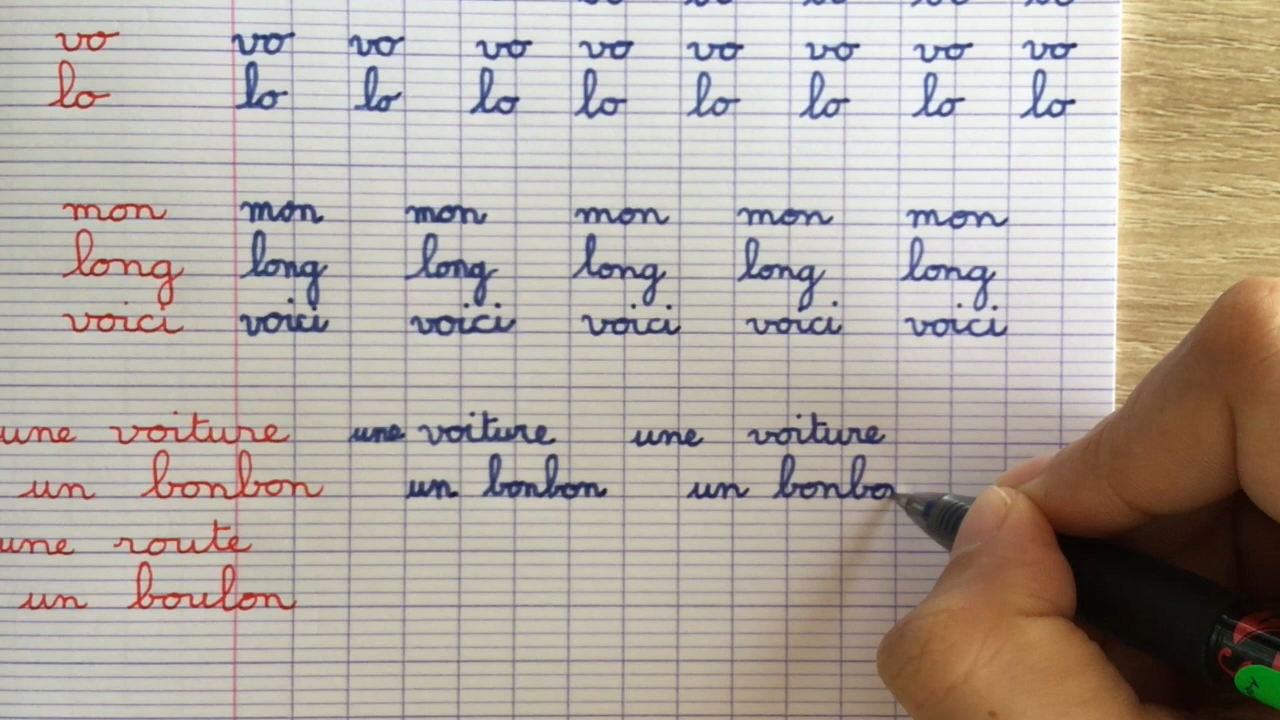 vo vo vo vo vo vo vo vo vo
lo lo lo lo lo lo lo lo lo
mon mon mon mon mon mon
long long long long long long
voici voici voici voici voici voici
une voiture une voiture une voiture
un bonbon un bonbon un bonbo
une route
un boulon